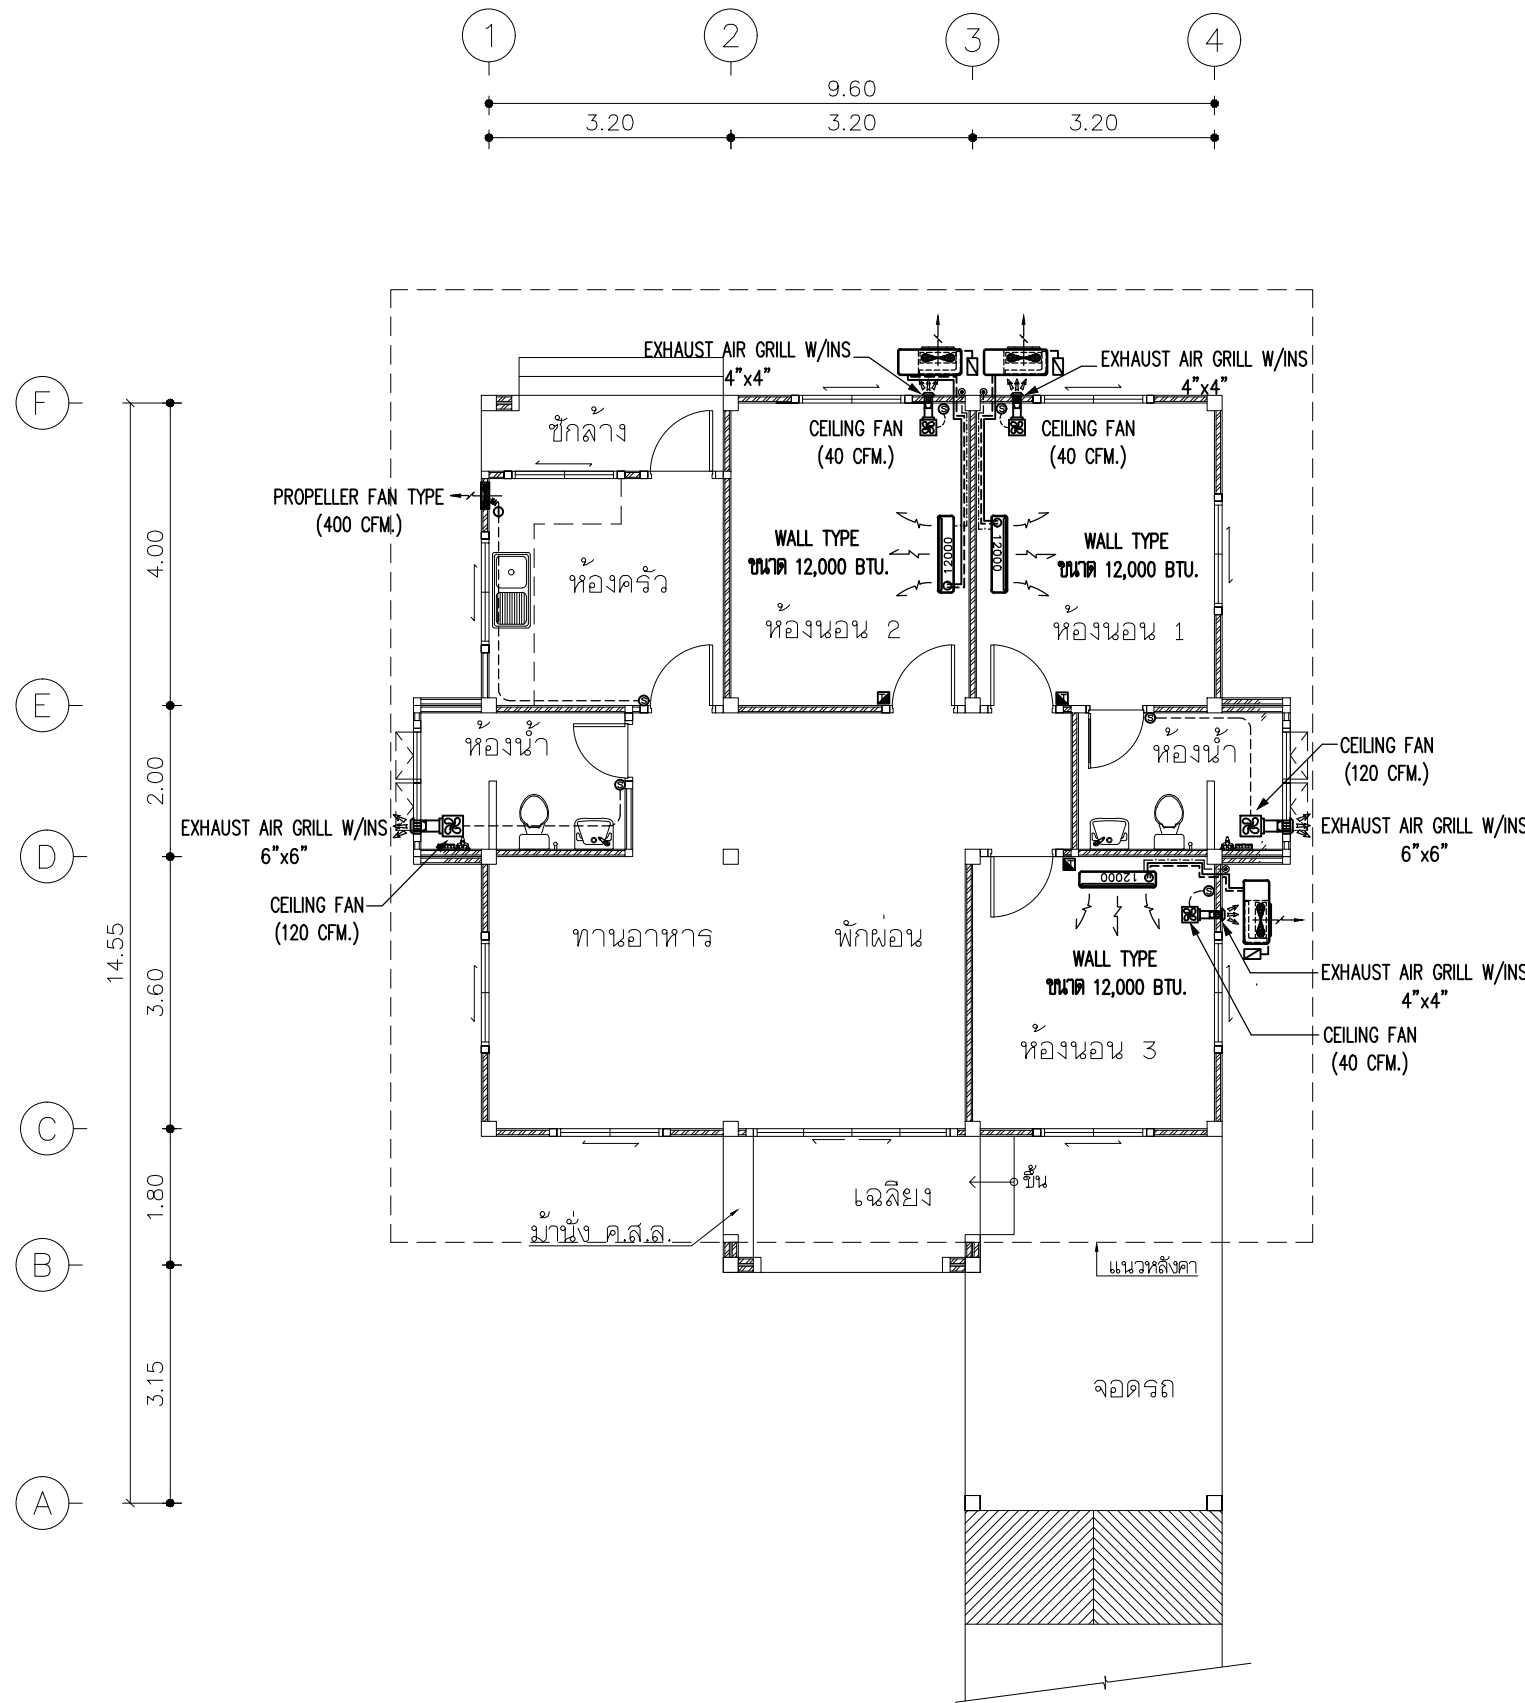 1
2
3
4
9.60
3.20
3.20
3.20
F
E
D
C
B
A
14.55
4.00
2.00
3.60
1.80
3.15
EXHAUST AIR GRILL W/INS
4"x4"
EXHAUST AIR GRILL W/INS
4"x4"
ซักล้าง
CEILING FAN
(40 CFM.)
CEILING FAN
(40 CFM.)
PROPELLER FAN TYPE
(400 CFM.)
WALL TYPE
ขนาด 12,000 BTU.
12000
12000
WALL TYPE
ขนาด 12,000 BTU.
ห้องครัว
ห้องนอน 2
ห้องนอน 1
S
S
S
T
T
ห้องน้ำ
ห้องน้ำ
S
S
CEILING FAN
(120 CFM.)
EXHAUST AIR GRILL W/INS
6"x6"
EXHAUST AIR GRILL W/INS
6"x6"
T
12000
S
CEILING FAN
(120 CFM.)
ทานอาหาร
พักผ่อน
WALL TYPE
ขนาด 12,000 BTU.
EXHAUST AIR GRILL W/INS
4"x4"
CEILING FAN
(40 CFM.)
ห้องนอน 3
เฉลียง
ขึ้น
ม้านั่ง ค.ส.ล.
แนวหลังคา
จอดรถ